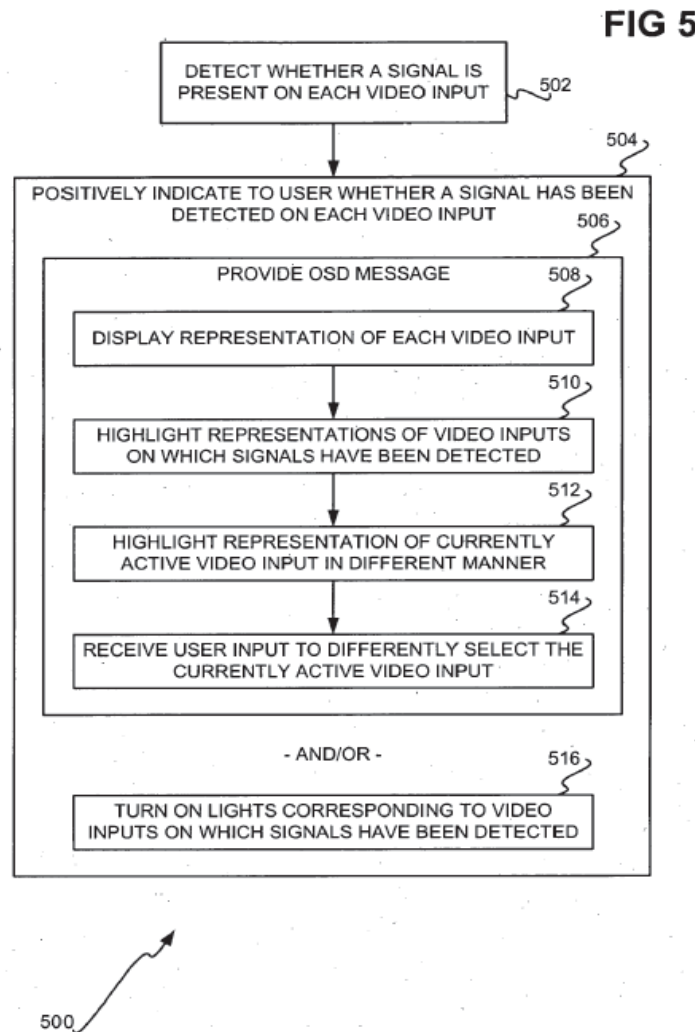 FIG 5
DETECT WHETHER A SIGNAL IS
PRESENT ON EACH VIDEO INPUT
502
504
POSITIVELY INDICATE TO USER WHETHER A SIGNAL HAS BEEN
DETECTED ON EACH VIDEO INPUT
506
PROVIDE OSD MESSAGE
508
DISPLAY REPRESENTATION OF EACH VIDEO INPUT
510
HIGHLIGHT REPRESENTATIONS OF VIDEO INPUTS
ON WHICH SIGNALS HAVE BEEN DETECTED
512
HIGHLIGHT REPRESENTATION OF CURRENTLY
ACTIVE VIDEO INPUT IN DIFFERENT MANNER
514
RECEIVE USER INPUT TO DIFFERENTLY SELECT THE
CURRENTLY ACTIVE VIDEO INPUT
- AND/OR -
516
TURN ON LIGHTS CORRESPONDING TO VIDEO
INPUTS ON WHICH SIGNALS HAVE BEEN DETECTED
500